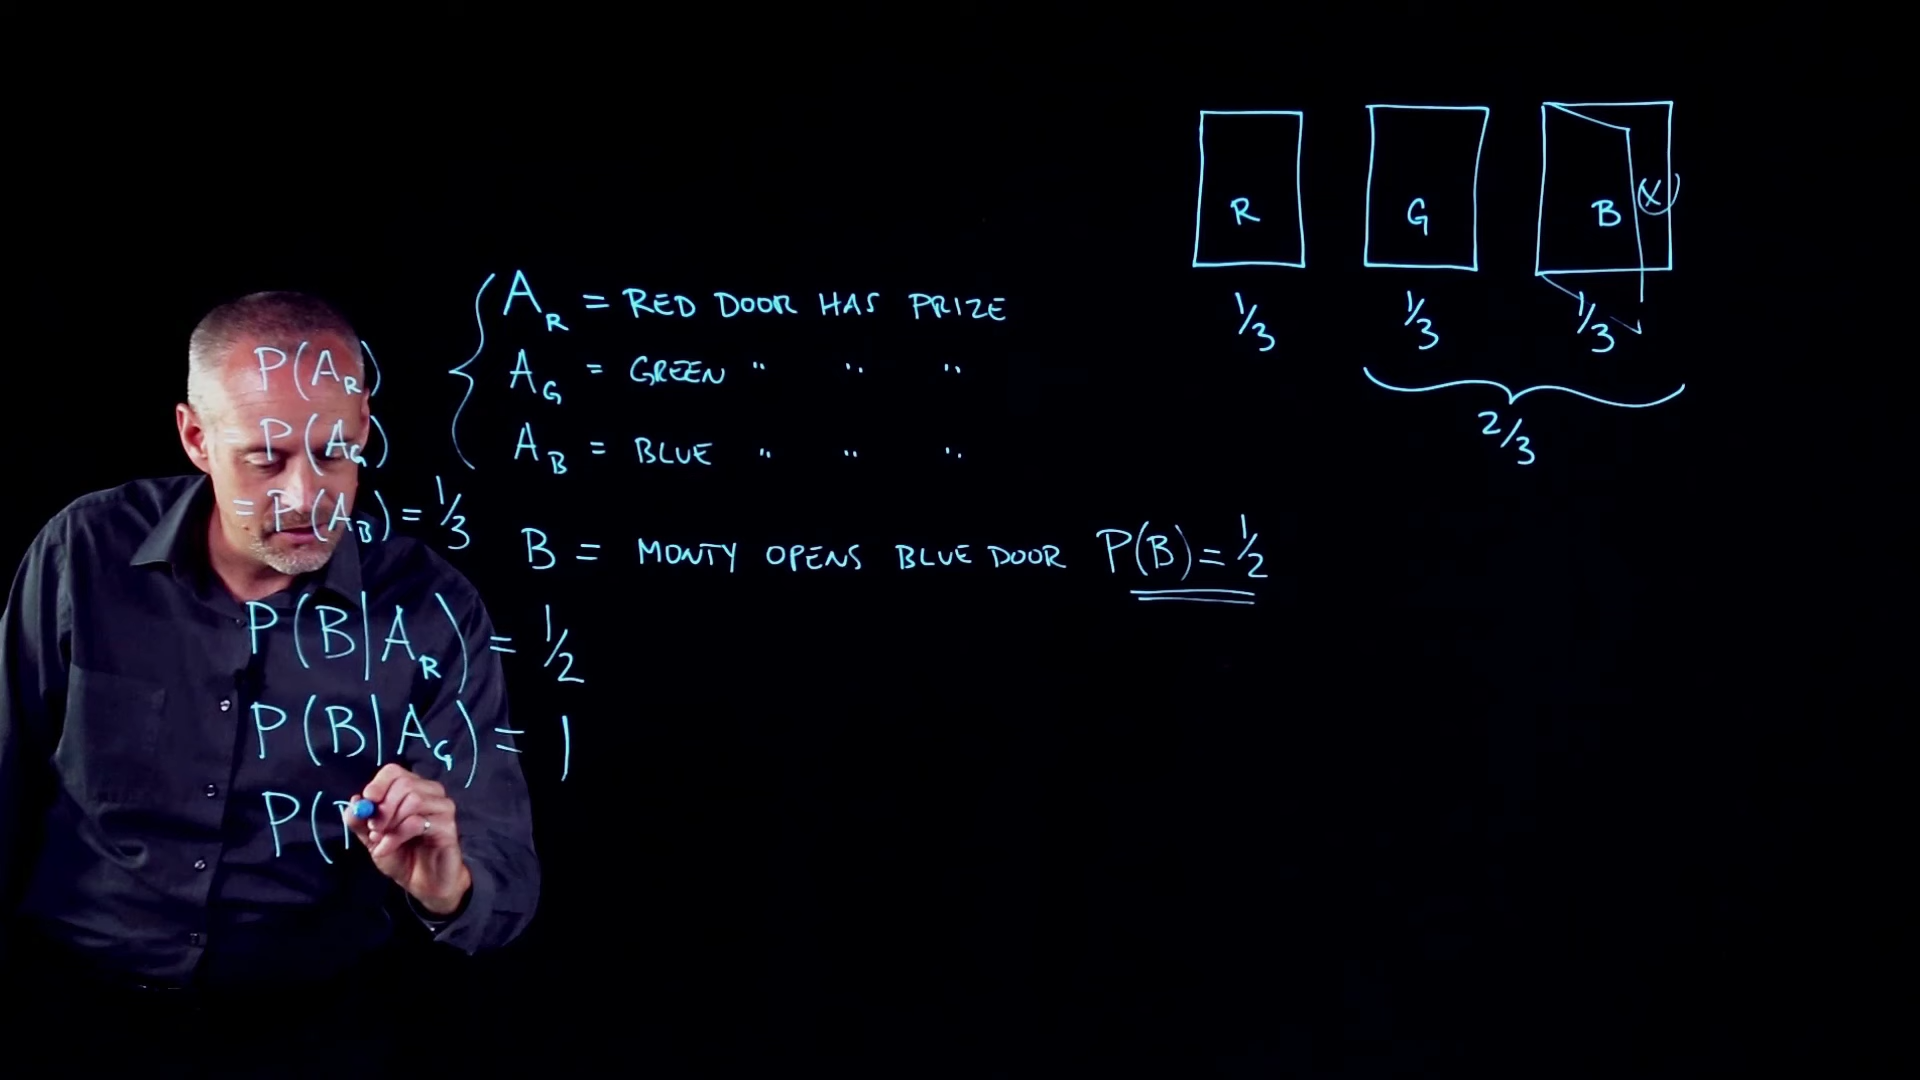 R G B X
1/3 1/3 1/3
2/3
A_R = RED DOOR HAS PRIZE
A_G = GREEN " " "
A_B = BLUE " " "
P(A_R)
= P(A_G)
= P(A_B) = 1/3
B = MONTY OPENS BLUE DOOR P(B) = 1/2
P(B|A_R) = 1/2
P(B|A_G) = 1
P(